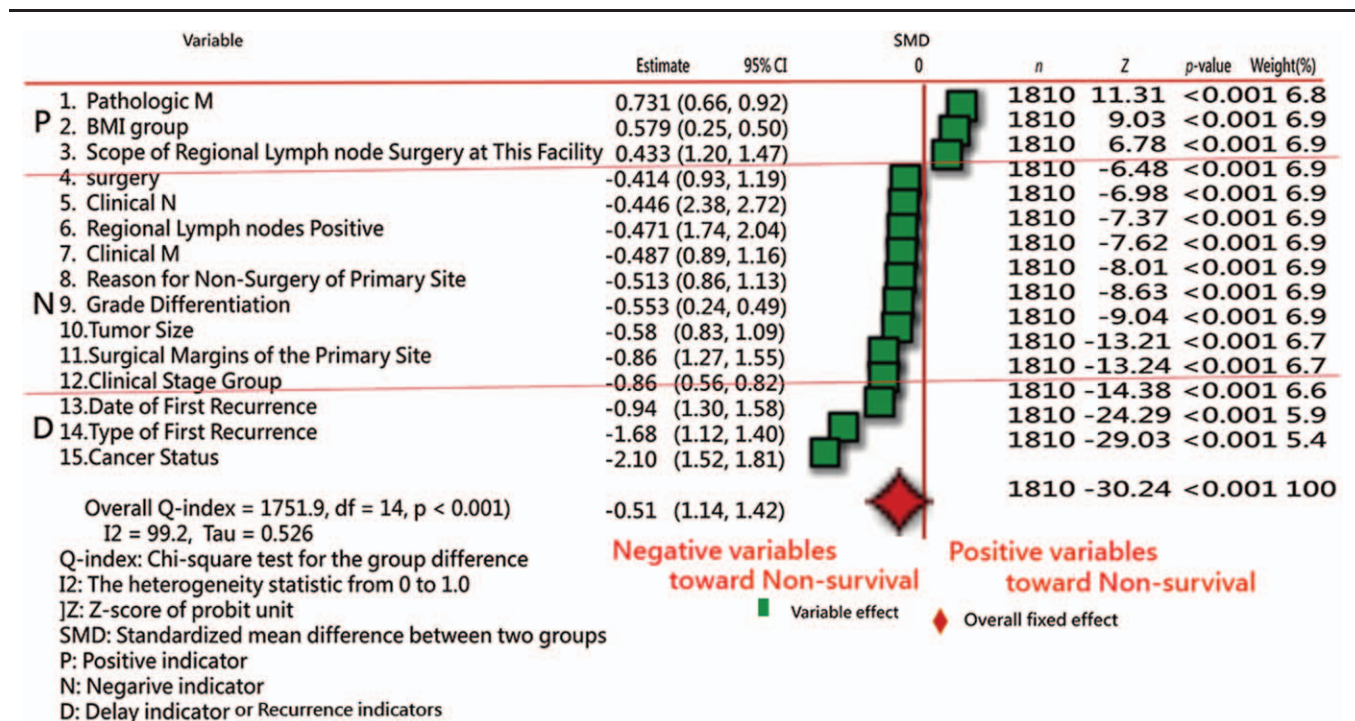 Variable SMD
Estimate 95% CI 0 n Z p-value Weight(%)
P
1. Pathologic M 0.731 (0.66, 0.92) 1810 11.31 <0.001 6.8
2. BMI group 0.579 (0.25, 0.50) 1810 9.03 <0.001 6.9
3. Scope of Regional Lymph node Surgery at This Facility 0.433 (1.20, 1.47) 1810 6.78 <0.001 6.9
4. surgery -0.414 (0.93, 1.19) 1810 -6.48 <0.001 6.9
5. Clinical N -0.446 (2.38, 2.72) 1810 -6.98 <0.001 6.9
6. Regional Lymph nodes Positive -0.471 (1.74, 2.04) 1810 -7.37 <0.001 6.9
7. Clinical M -0.487 (0.89, 1.16) 1810 -7.62 <0.001 6.9
8. Reason for Non-Surgery of Primary Site -0.513 (0.86, 1.13) 1810 -8.01 <0.001 6.9
N 9. Grade Differentiation -0.553 (0.24, 0.49) 1810 -8.63 <0.001 6.9
10.Tumor Size -0.58 (0.83, 1.09) 1810 -9.04 <0.001 6.9
11.Surgical Margins of the Primary Site -0.86 (1.27, 1.55) 1810 -13.21 <0.001 6.7
12.Clinical Stage Group -0.86 (0.56, 0.82) 1810 -13.24 <0.001 6.7
13.Date of First Recurrence -0.94 (1.30, 1.58) 1810 -14.38 <0.001 6.6
D 14.Type of First Recurrence -1.68 (1.12, 1.40) 1810 -24.29 <0.001 5.9
15.Cancer Status -2.10 (1.52, 1.81) 1810 -29.03 <0.001 5.4
Overall Q-index = 1751.9, df = 14, p < 0.001) -0.51 (1.14, 1.42) 1810 -30.24 <0.001 100
I2 = 99.2, Tau = 0.526
Q-index: Chi-square test for the group difference
I2: The heterogeneity statistic from 0 to 1.0
]Z: Z-score of probit unit
SMD: Standardized mean difference between two groups
P: Positive indicator
N: Negarive indicator
D: Delay indicator or Recurrence indicators
Negative variables
toward Non-survival
Positive variables
toward Non-survival
Variable effect
Overall fixed effect